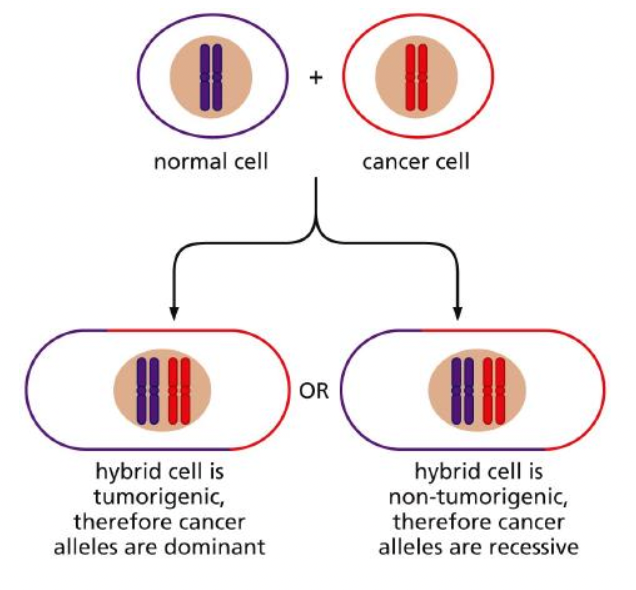 +
normal cell
cancer cell
OR
hybrid cell is
tumorigenic,
therefore cancer
alleles are dominant
hybrid cell is
non-tumorigenic,
therefore cancer
alleles are recessive